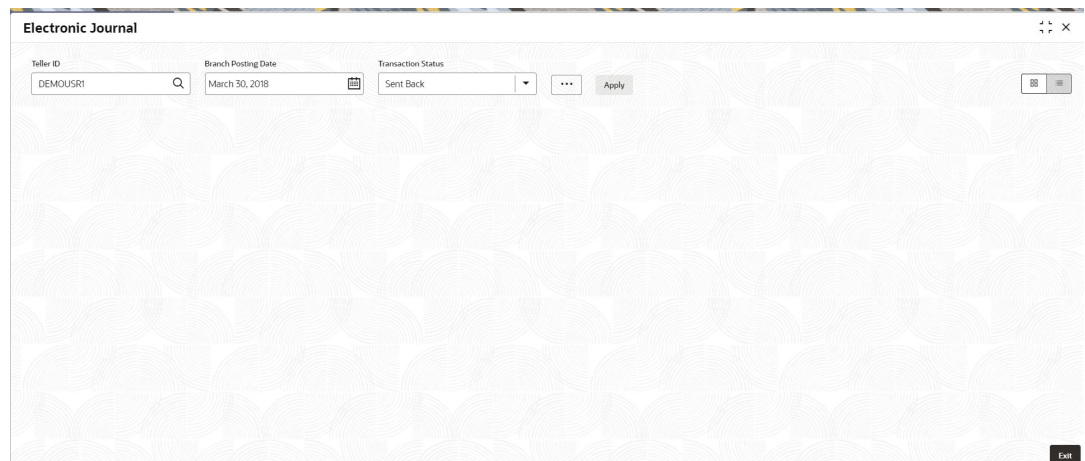 Electronic Journal
Teller ID
Branch Posting Date
Transaction Status
DEMOUSR1
March 30, 2018
Sent Back
Apply
Exit